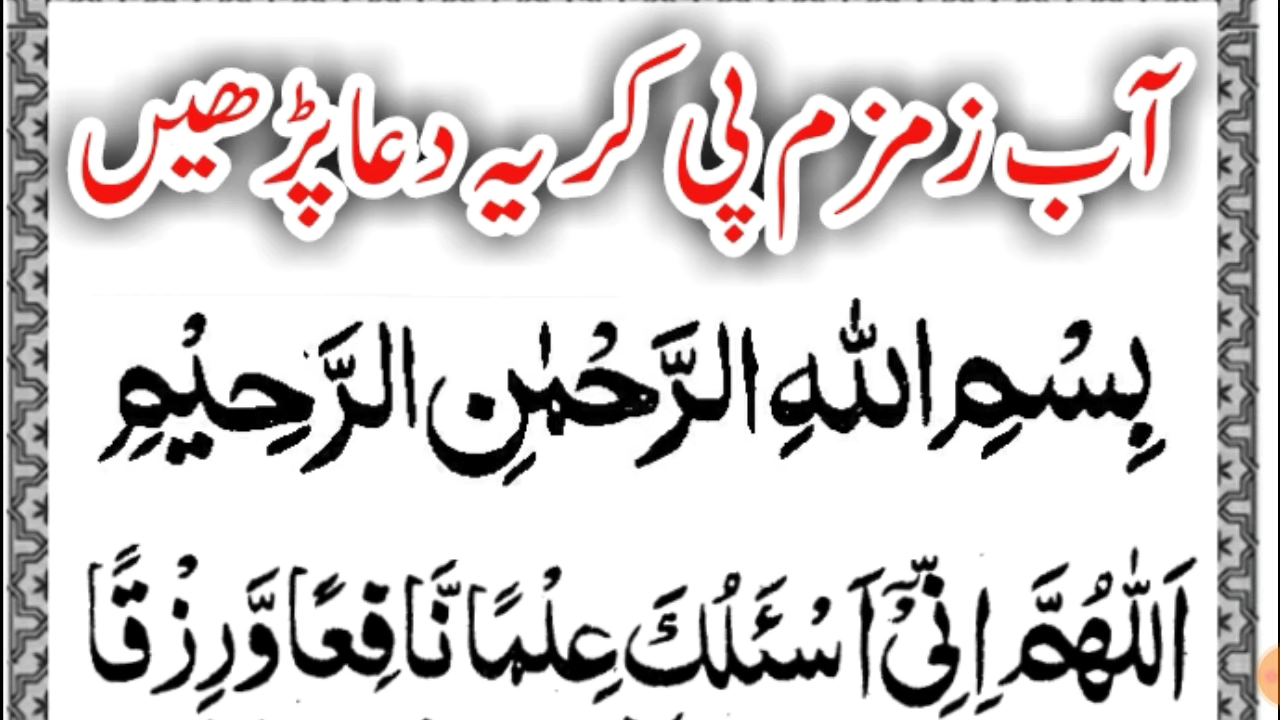 آب زمزم پی کر یہ دعا پڑھیں
بِسْمِ اللّٰهِ الرَّحْمٰنِ الرَّحِیْمِ
اَللّٰهُمَّ اِنِّیْۤ اَسْئَلُكَ عِلْمًا نَّافِعًا وَّرِزْقًا